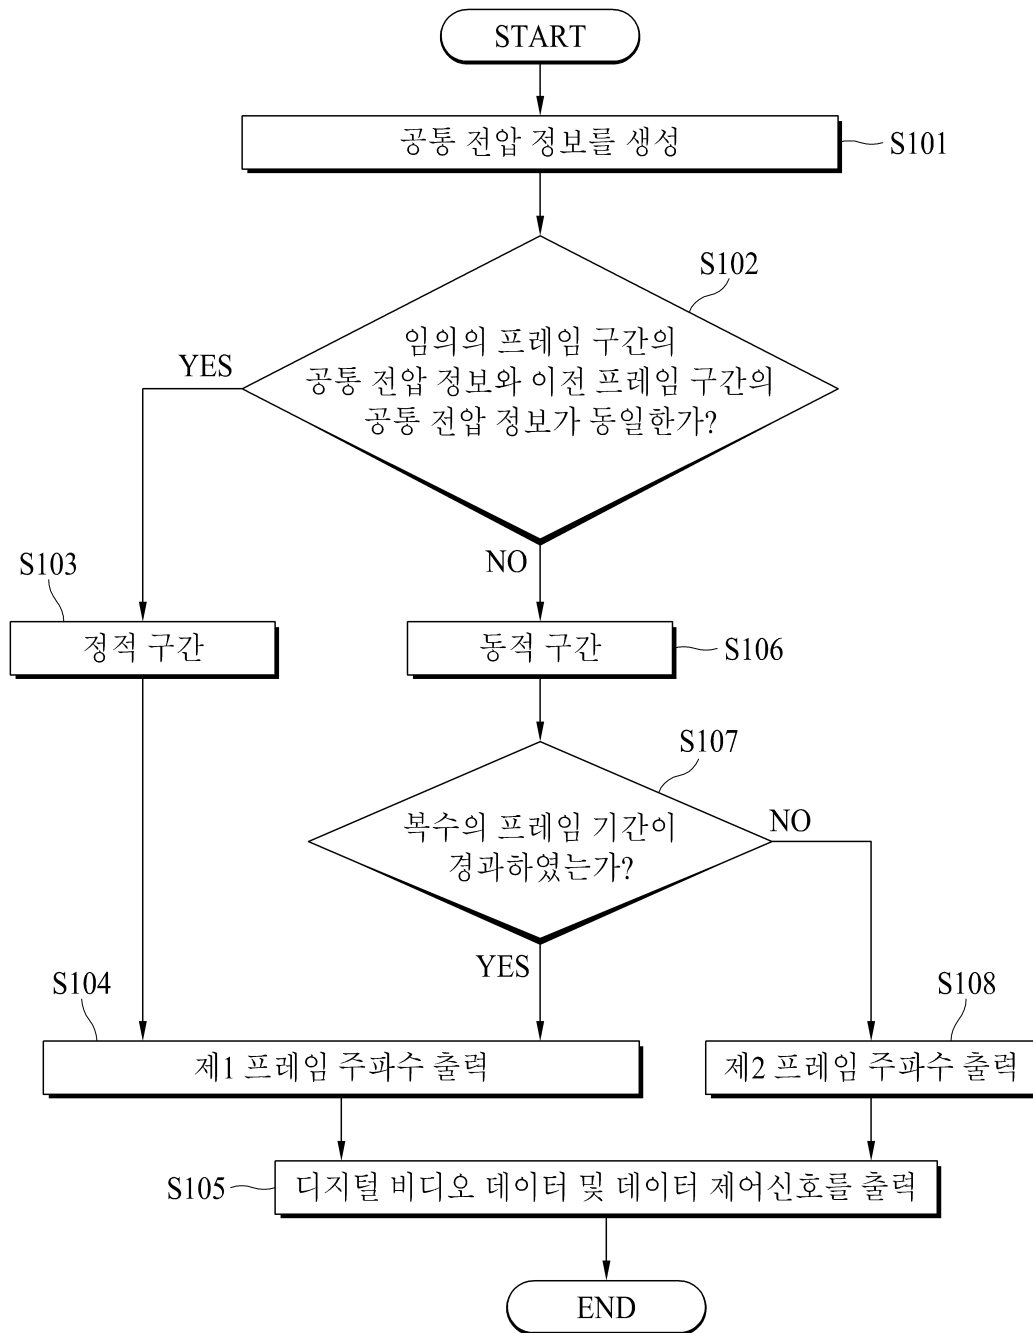 START
공통 전압 정보를 생성
S101
S102
임의의 프레임 구간의
공통 전압 정보와 이전 프레임 구간의
공통 전압 정보가 동일한가?
YES
NO
S103
정적 구간
동적 구간
S106
S107
복수의 프레임 기간이
경과하였는가?
NO
YES
S104
제1 프레임 주파수 출력
S108
제2 프레임 주파수 출력
S105
디지털 비디오 데이터 및 데이터 제어신호를 출력
END